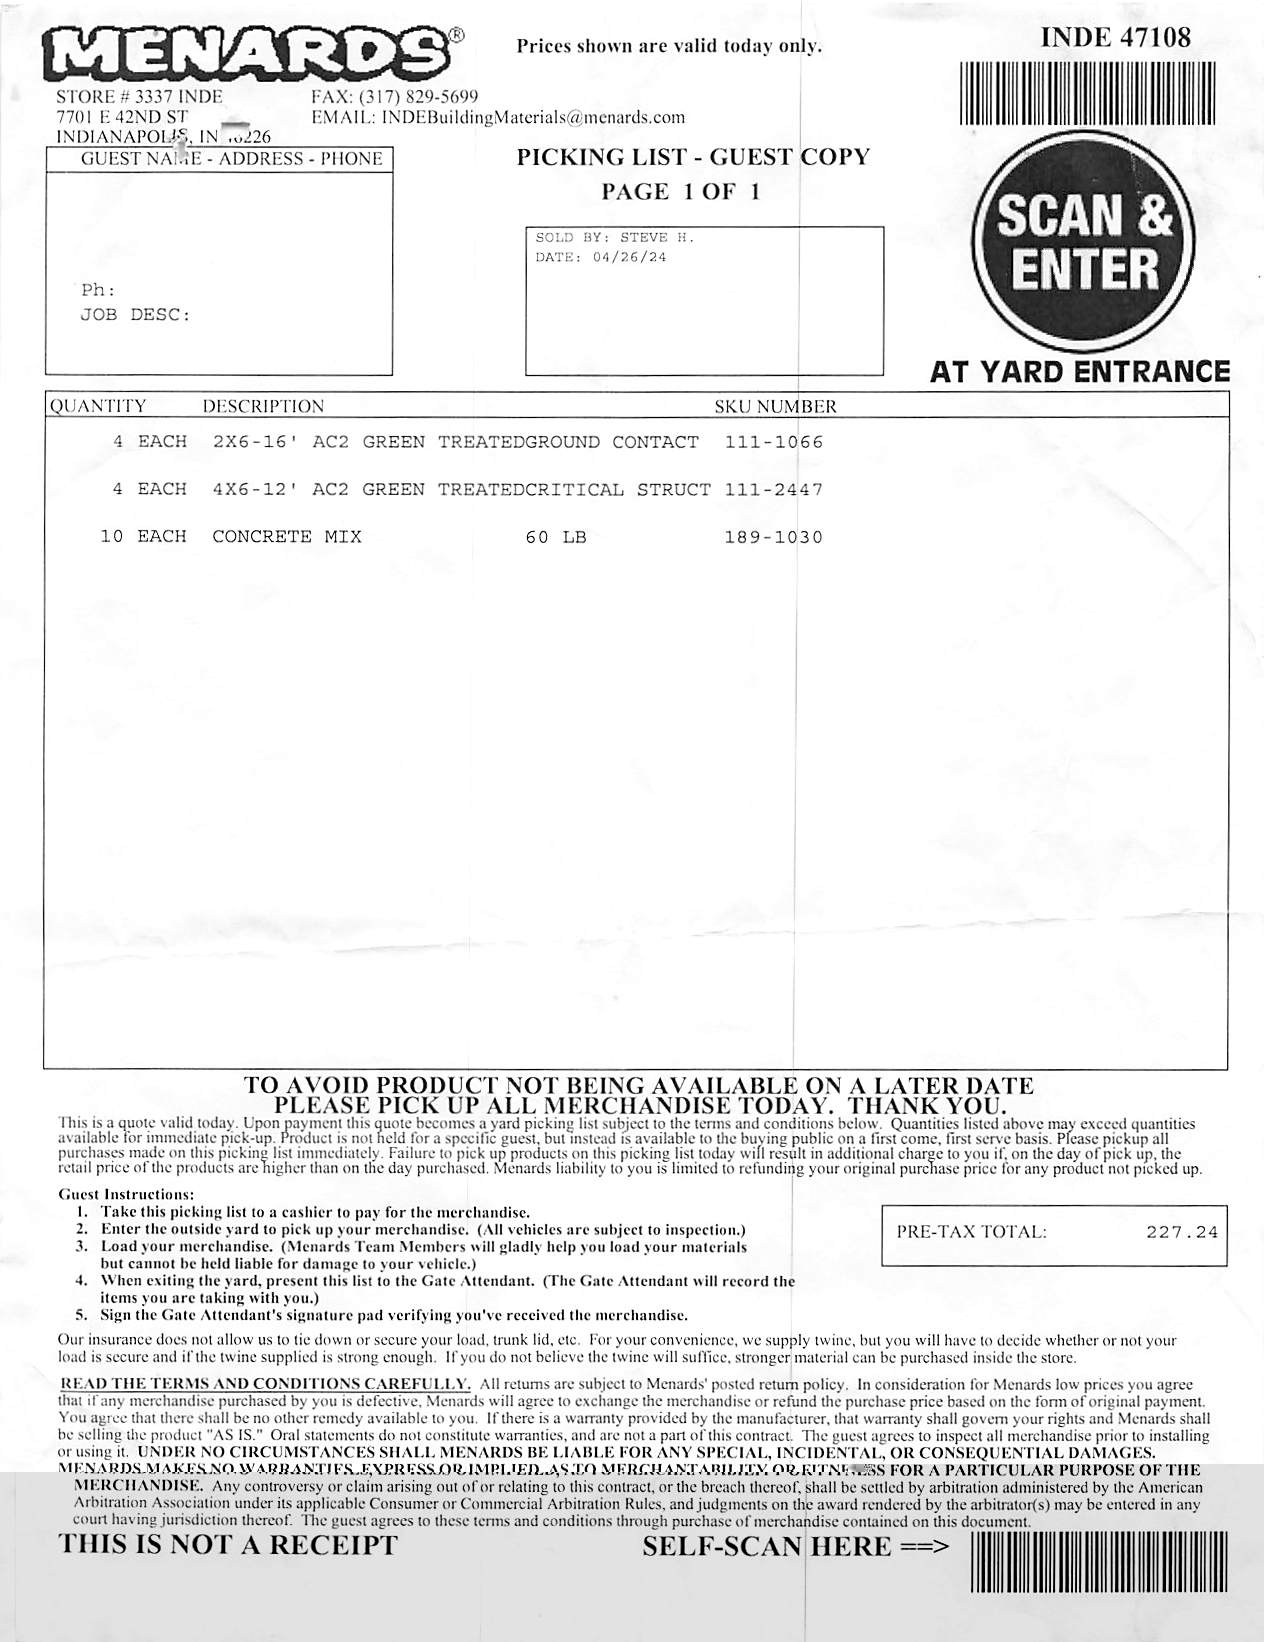 MENARDS®
Prices shown are valid today only.
INDE 47108
STORE # 3337 INDE
FAX: (317) 829-5699
7701 E 42ND ST
EMAIL: INDEBuildingMaterials@menards.com
INDIANAPOLIS, IN
GUEST NAME - ADDRESS - PHONE
Ph:
JOB DESC:
PICKING LIST - GUEST COPY
PAGE 1 OF 1
SOLD BY: STEVE H.
DATE: 04/26/24
SCAN &
ENTER
AT YARD ENTRANCE
QUANTITY DESCRIPTION SKU NUMBER
4 EACH 2X6-16' AC2 GREEN TREATEDGROUND CONTACT 111-1066
4 EACH 4X6-12' AC2 GREEN TREATEDCRITICAL STRUCT 111-2447
10 EACH CONCRETE MIX 60 LB 189-1030
TO AVOID PRODUCT NOT BEING AVAILABLE ON A LATER DATE
PLEASE PICK UP ALL MERCHANDISE TODAY. THANK YOU.
This is a quote valid today. Upon payment this quote becomes a yard picking list subject to the terms and conditions below. Quantities listed above may exceed quantities
available for immediate pick-up. Product is not held for a specific guest, but instead is available to the buying public on a first come, first serve basis. Please pickup all
purchases made on this picking list immediately. Failure to pick up products on this picking list today will result in additional charge to you if, on the day of pick up, the
retail price of the products are higher than on the day purchased. Menards liability to you is limited to refunding your original purchase price for any product not picked up.
Guest Instructions:
1. Take this picking list to a cashier to pay for the merchandise.
2. Enter the outside yard to pick up your merchandise. (All vehicles are subject to inspection.)
3. Load your merchandise. (Menards Team Members will gladly help you load your materials
but cannot be held liable for damage to your vehicle.)
4. When exiting the yard, present this list to the Gate Attendant. (The Gate Attendant will record the
items you are taking with you.)
5. Sign the Gate Attendant's signature pad verifying you've received the merchandise.
PRE-TAX TOTAL: 227.24
Our insurance does not allow us to tie down or secure your load, trunk lid, etc. For your convenience, we supply twine, but you will have to decide whether or not your
load is secure and if the twine supplied is strong enough. If you do not believe the twine will suffice, stronger material can be purchased inside the store.
READ THE TERMS AND CONDITIONS CAREFULLY. All returns are subject to Menards' posted return policy. In consideration for Menards low prices you agree
that if any merchandise purchased by you is defective, Menards will agree to exchange the merchandise or refund the purchase price based on the form of original payment.
You agree that there shall be no other remedy available to you. If there is a warranty provided by the manufacturer, that warranty shall govern your rights and Menards shall
be selling the product "AS IS." Oral statements do not constitute warranties, and are not a part of this contract. The guest agrees to inspect all merchandise prior to installing
or using it. UNDER NO CIRCUMSTANCES SHALL MENARDS BE LIABLE FOR ANY SPECIAL, INCIDENTAL, OR CONSEQUENTIAL DAMAGES.
MENARDS MAKES NO WARRANTIES, EXPRESS OR IMPLIED, AS TO MERCHANTABILITY OR FITNESS FOR A PARTICULAR PURPOSE OF THE
MERCHANDISE. Any controversy or claim arising out of or relating to this contract, or the breach thereof, shall be settled by arbitration administered by the American
Arbitration Association under its applicable Consumer or Commercial Arbitration Rules, and judgments on the award rendered by the arbitrator(s) may be entered in any
court having jurisdiction thereof. The guest agrees to these terms and conditions through purchase of merchandise contained on this document.
THIS IS NOT A RECEIPT
SELF-SCAN HERE ==>